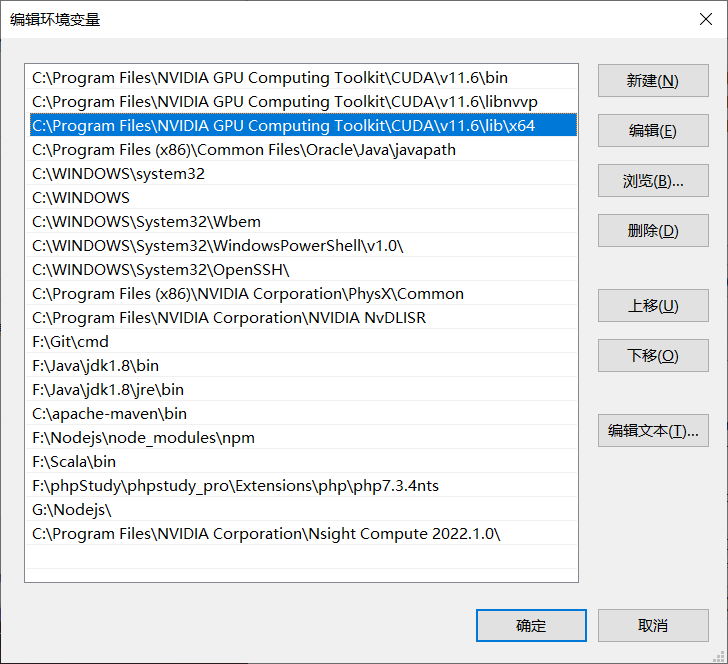 编辑环境变量
C:\Program Files\NVIDIA GPU Computing Toolkit\CUDA\v11.6\bin
C:\Program Files\NVIDIA GPU Computing Toolkit\CUDA\v11.6\libnvvp
C:\Program Files\NVIDIA GPU Computing Toolkit\CUDA\v11.6\lib\x64
C:\Program Files (x86)\Common Files\Oracle\Java\javapath
C:\WINDOWS\system32
C:\WINDOWS
C:\WINDOWS\System32\Wbem
C:\WINDOWS\System32\WindowsPowerShell\v1.0\
C:\WINDOWS\System32\OpenSSH\
C:\Program Files (x86)\NVIDIA Corporation\PhysX\Common
C:\Program Files\NVIDIA Corporation\NVIDIA NvDLISR
F:\Git\cmd
F:\Java\jdk1.8\bin
F:\Java\jdk1.8\jre\bin
C:\apache-maven\bin
F:\Nodejs\node_modules\npm
F:\Scala\bin
F:\phpStudy\phpstudy_pro\Extensions\php\php7.3.4nts
G:\Nodejs\
C:\Program Files\NVIDIA Corporation\Nsight Compute 2022.1.0\
新建(N)
编辑(E)
浏览(B)...
删除(D)
上移(U)
下移(O)
编辑文本(T)...
确定
取消